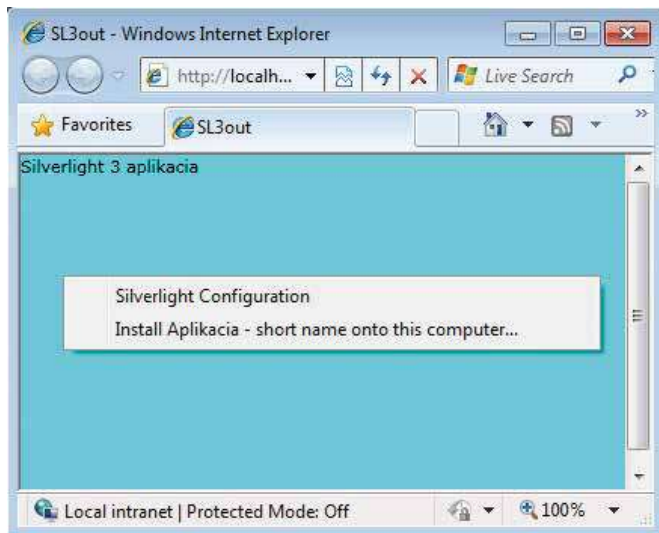 SL3out - Windows Internet Explorer
http://localh... Live Search
Favorites SL3out
Silverlight 3 aplikacia
Silverlight Configuration
Install Aplikacia - short name onto this computer...
Local intranet | Protected Mode: Off 100%